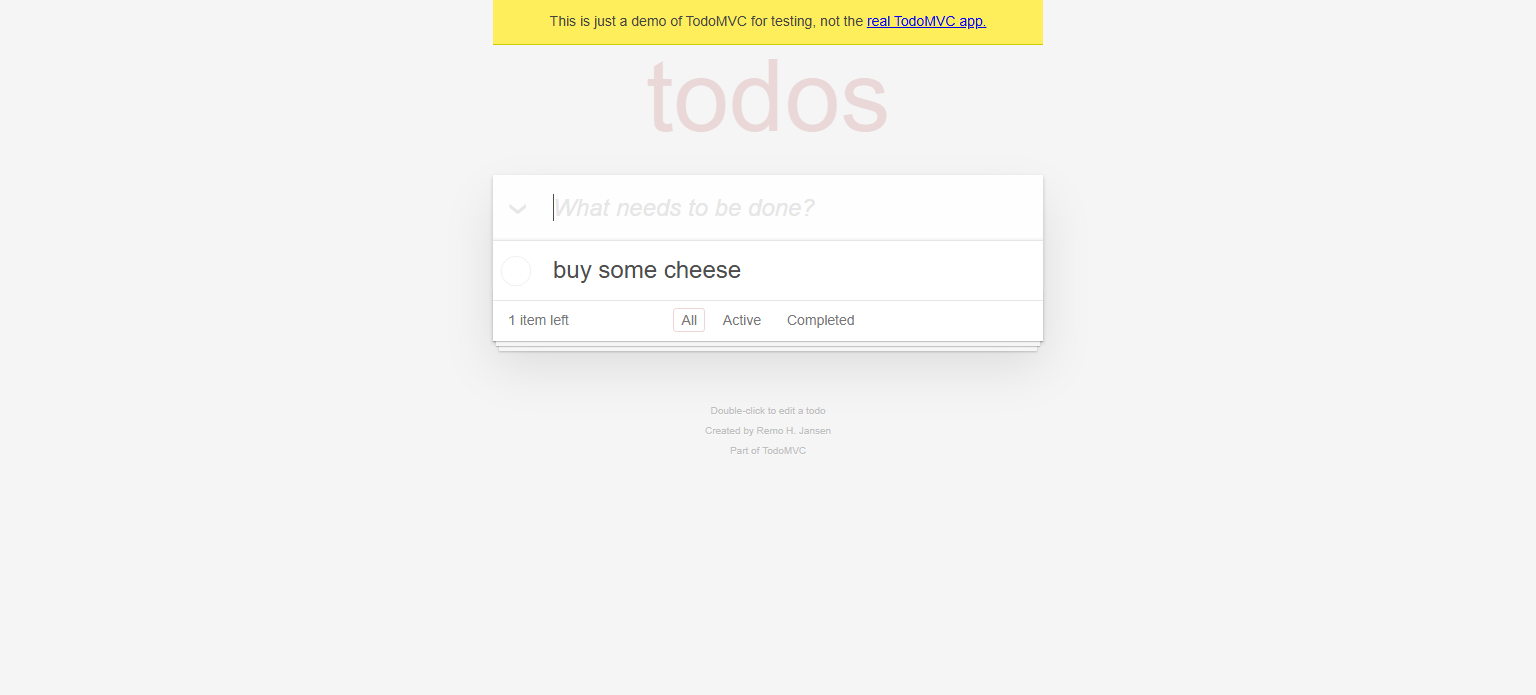 This is just a demo of TodoMVC for testing, not the real TodoMVC app.
todos
What needs to be done?
buy some cheese
1 item left All Active Completed
Double-click to edit a todo
Created by Remo H. Jansen
Part of TodoMVC